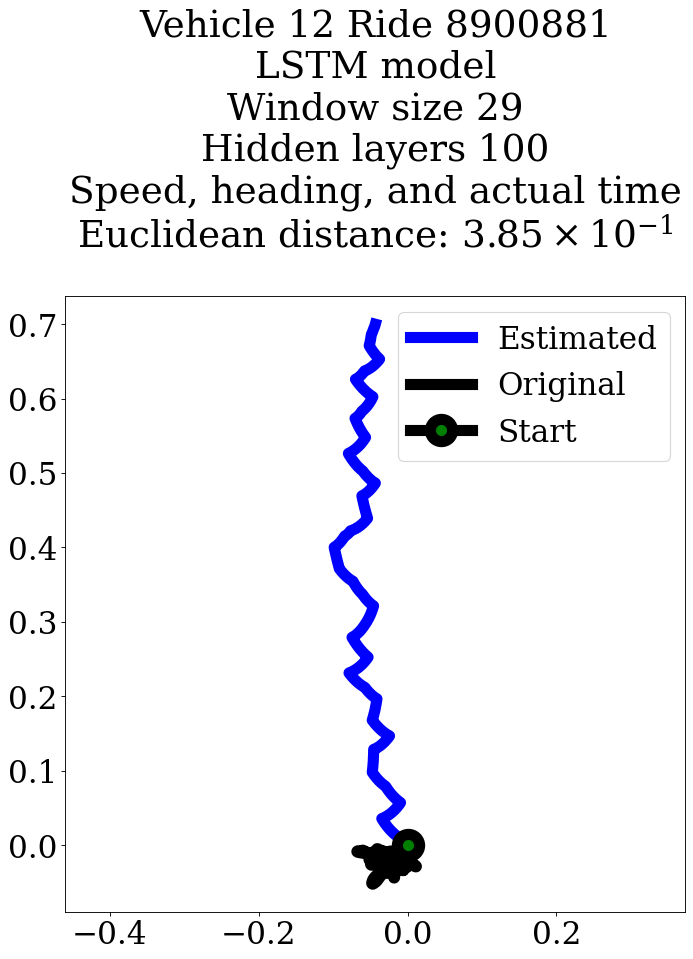 Vehicle 12 Ride 8900881
LSTM model
Window size 29
Hidden layers 100
Speed, heading, and actual time
Euclidean distance: 3.85 × 10⁻¹
Estimated
Original
Start
0.7
0.6
0.5
0.4
0.3
0.2
0.1
0.0
−0.4
−0.2
0.0
0.2